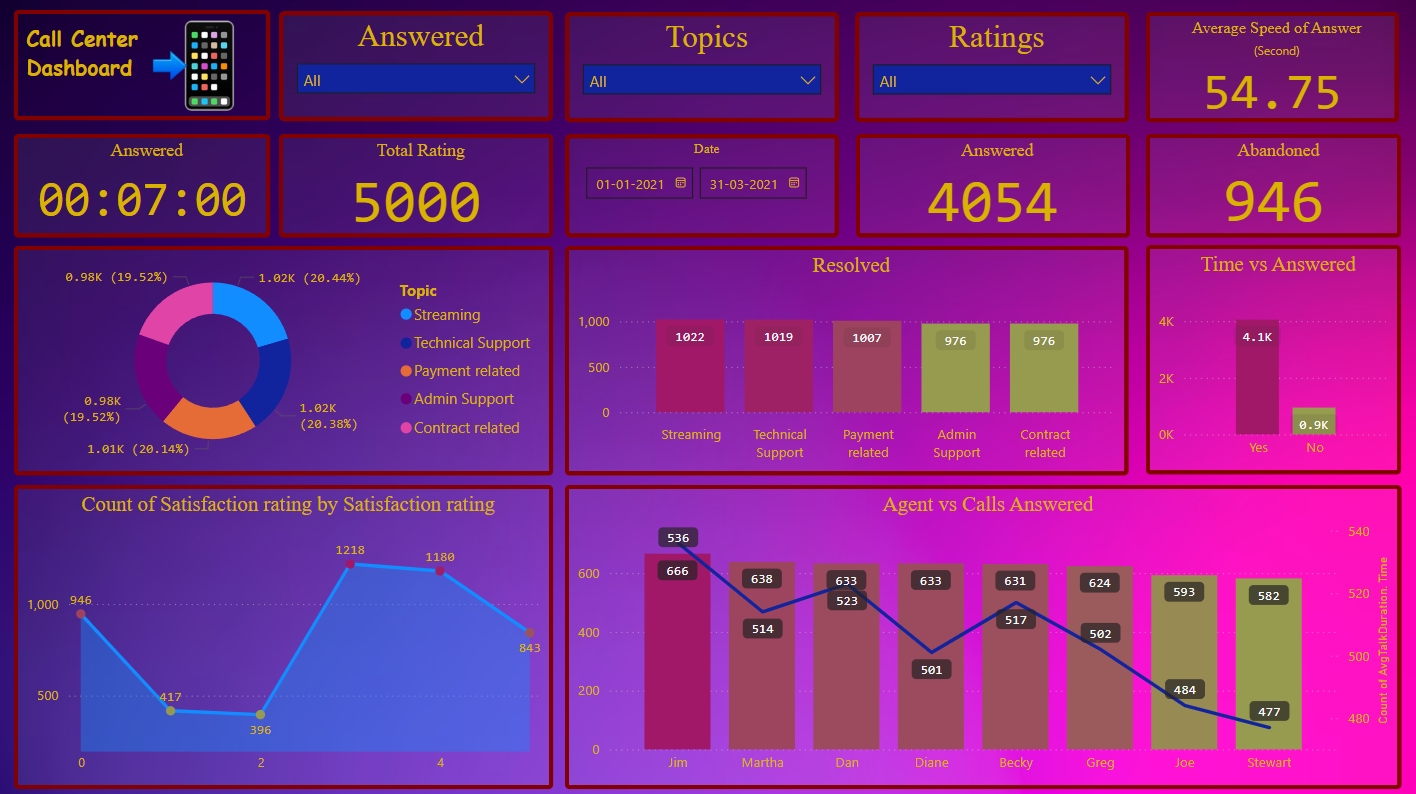 Call Center
Dashboard
Answered
All
Topics
All
Ratings
All
Average Speed of Answer
(Second)
54.75
Answered
00:07:00
Total Rating
5000
Date
01-01-2021
31-03-2021
Answered
4054
Abandoned
946
0.98K (19.52%)
1.02K (20.44%)
0.98K
(19.52%)
1.02K
(20.38%)
1.01K (20.14%)
Topic
Streaming
Technical Support
Payment related
Admin Support
Contract related
Resolved
1,000
500
0
1022
1019
1007
976
976
Streaming
Technical
Support
Payment
related
Admin
Support
Contract
related
Time vs Answered
4K
2K
0K
4.1K
0.9K
Yes
No
Count of Satisfaction rating by Satisfaction rating
1,000
500
946
417
396
1218
1180
843
0
2
4
Agent vs Calls Answered
600
400
200
0
536
666
638
514
633
523
633
501
631
517
624
502
593
484
582
477
Jim
Martha
Dan
Diane
Becky
Greg
Joe
Stewart
540
520
500
480
Count of AvgTalkDuration. Time